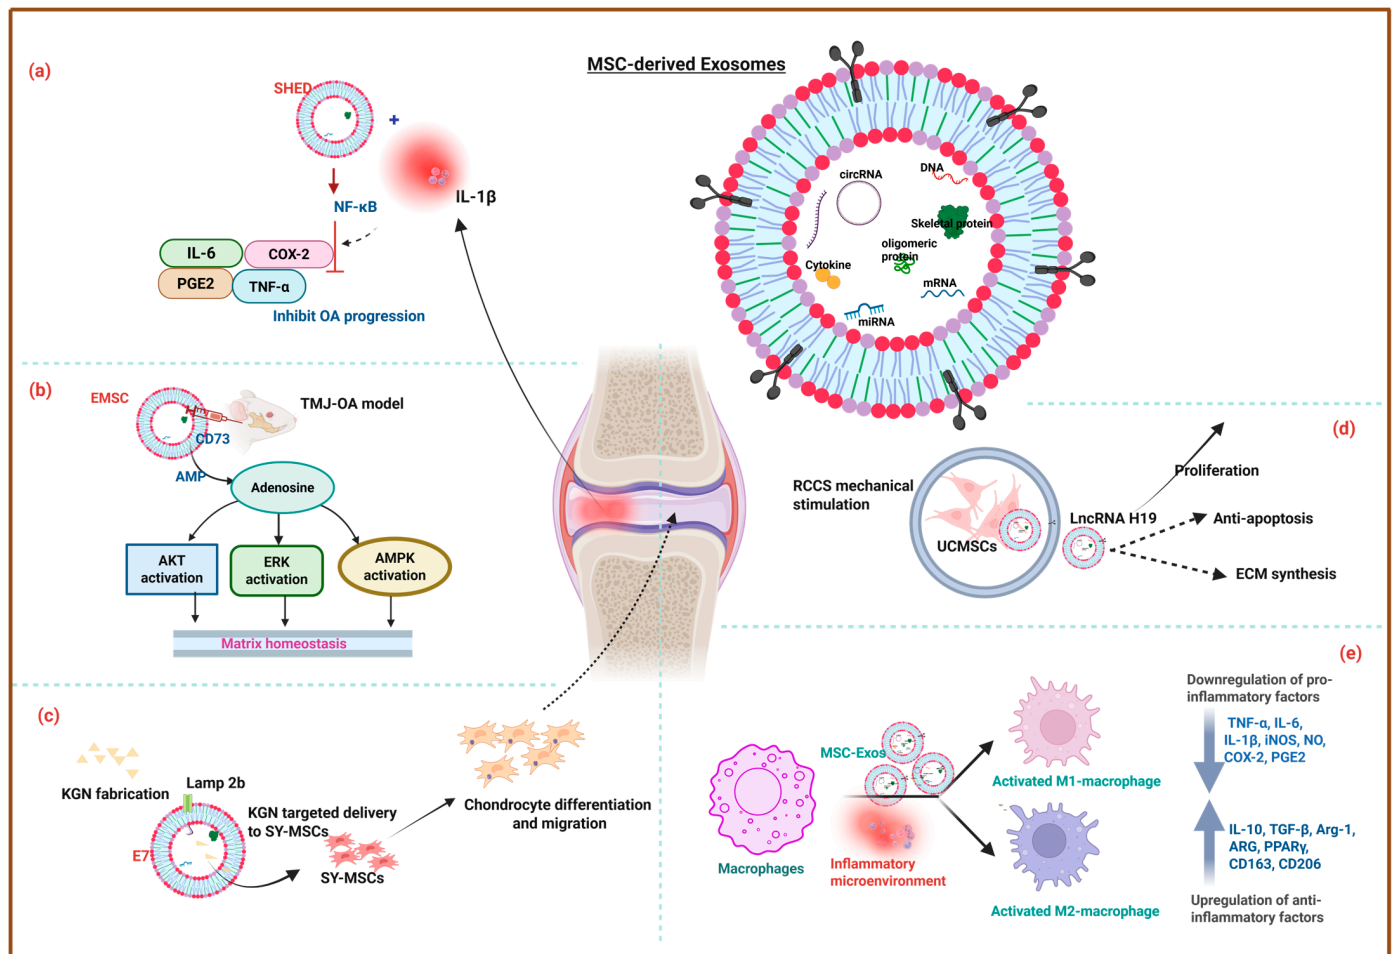 MSC-derived Exosomes
circRNA
DNA
Skeletal protein
oligomeric
protein
Cytokine
mRNA
miRNA
(a)
SHED
+
IL-1β
NF-κB
IL-6
COX-2
PGE2
TNF-α
Inhibit OA progression
(b)
EMSC
TMJ-OA model
CD73
AMP
Adenosine
AKT
activation
ERK
activation
AMPK
activation
Matrix homeostasis
(c)
KGN fabrication
Lamp 2b
KGN targeted delivery
to SY-MSCs
E7
SY-MSCs
Chondrocyte differentiation
and migration
(d)
RCCS mechanical
stimulation
UCMSCs
LncRNA H19
Proliferation
Anti-apoptosis
ECM synthesis
(e)
Macrophages
MSC-Exos
Inflammatory
microenvironment
Activated M1-macrophage
Activated M2-macrophage
Downregulation of pro-
inflammatory factors
TNF-α, IL-6,
IL-1β, iNOS, NO,
COX-2, PGE2
IL-10, TGF-β, Arg-1,
ARG, PPARγ,
CD163, CD206
Upregulation of anti-
inflammatory factors